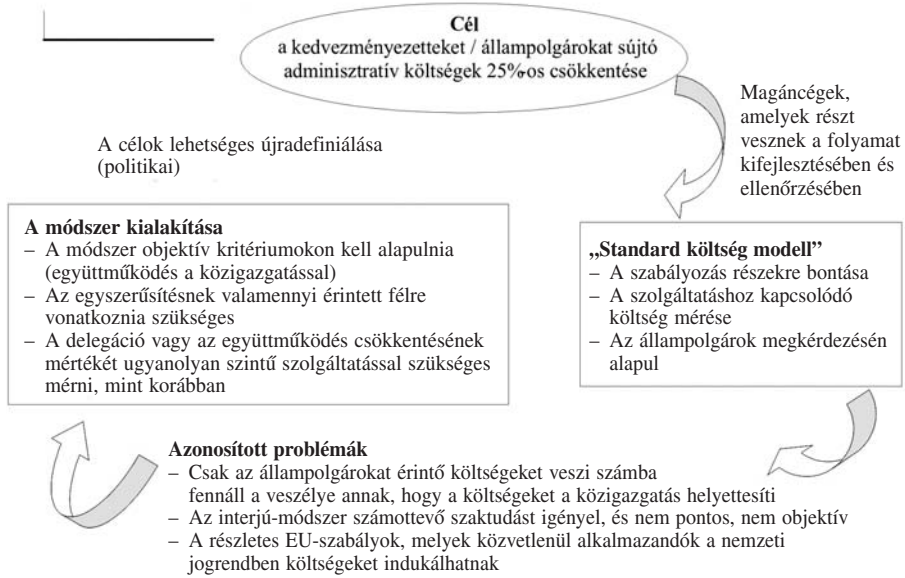 Cél
a kedvezményezetteket / állampolgárokat sújtó
adminisztratív költségek 25%-os csökkentése
Magáncégek,
amelyek részt
vesznek a folyamat
kifejlesztésében és
ellenőrzésében
A célok lehetséges újradefiniálása
(politikai)
A módszer kialakítása
– A módszer objektív kritériumokon kell alapulnia
(együttműködés a közigazgatással)
– Az egyszerűsítésnek valamennyi érintett félre
vonatkoznia szükséges
– A delegáció vagy az együttműködés csökkentésének
mértékét ugyanolyan szintű szolgáltatással szükséges
mérni, mint korábban
„Standard költség modell”
– A szabályozás részekre bontása
– A szolgáltatáshoz kapcsolódó
költség mérése
– Az állampolgárok megkérdezésén
alapul
Azonosított problémák
– Csak az állampolgárokat érintő költségeket veszi számba
fennáll a veszélye annak, hogy a költségeket a közigazgatás helyettesíti
– Az interjú-módszer számottevő szaktudást igényel, és nem pontos, nem objektív
– A részletes EU-szabályok, melyek közvetlenül alkalmazandók a nemzeti
jogrendben költségeket indukálhatnak